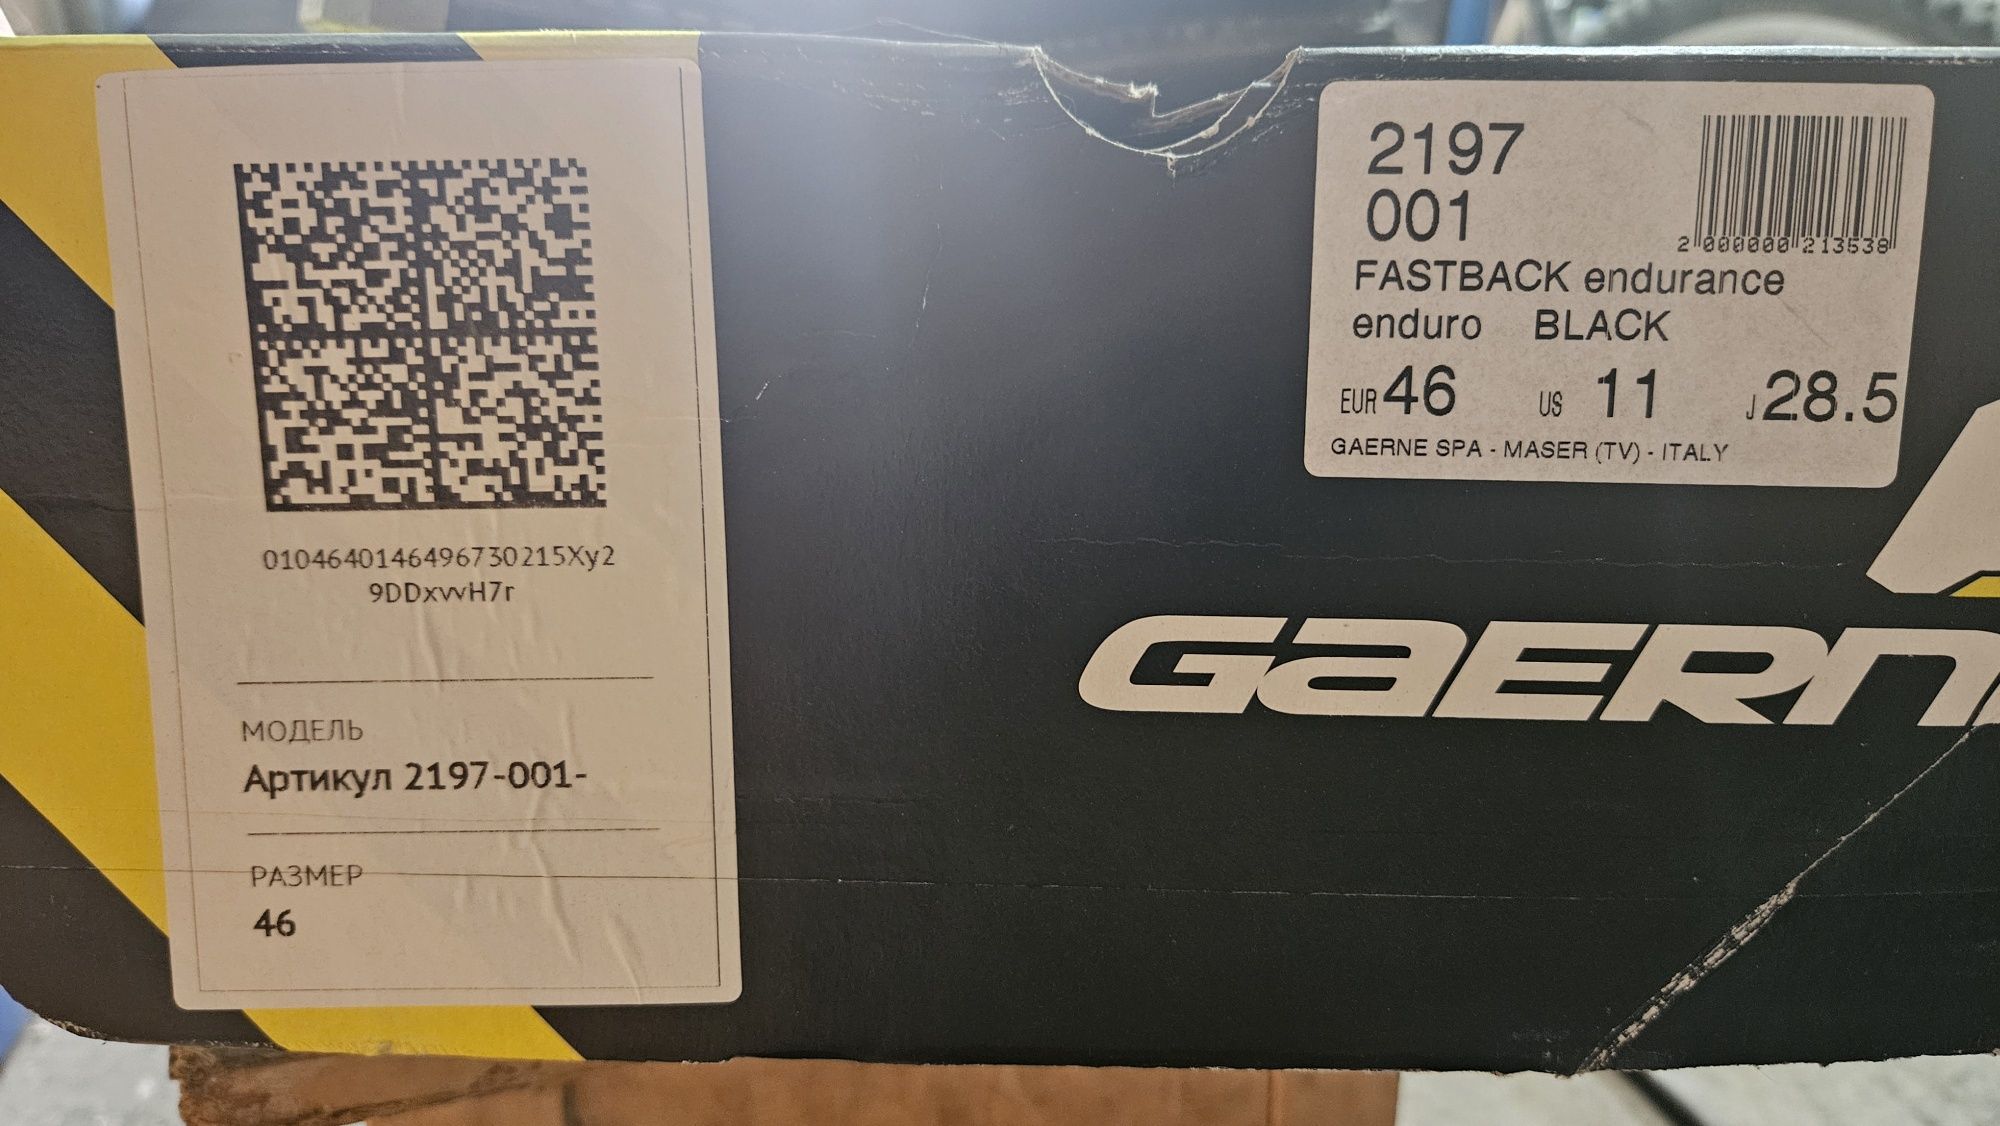 0104640146496730215Xy2
9DDxvvH7r
МОДЕЛЬ
Артикул 2197-001-
РАЗМЕР
46
2197
001
2 000000 213538
FASTBACK endurance
enduro BLACK
EUR 46 US 11 J 28.5
GAERNE SPA - MASER (TV) - ITALY
GAERN